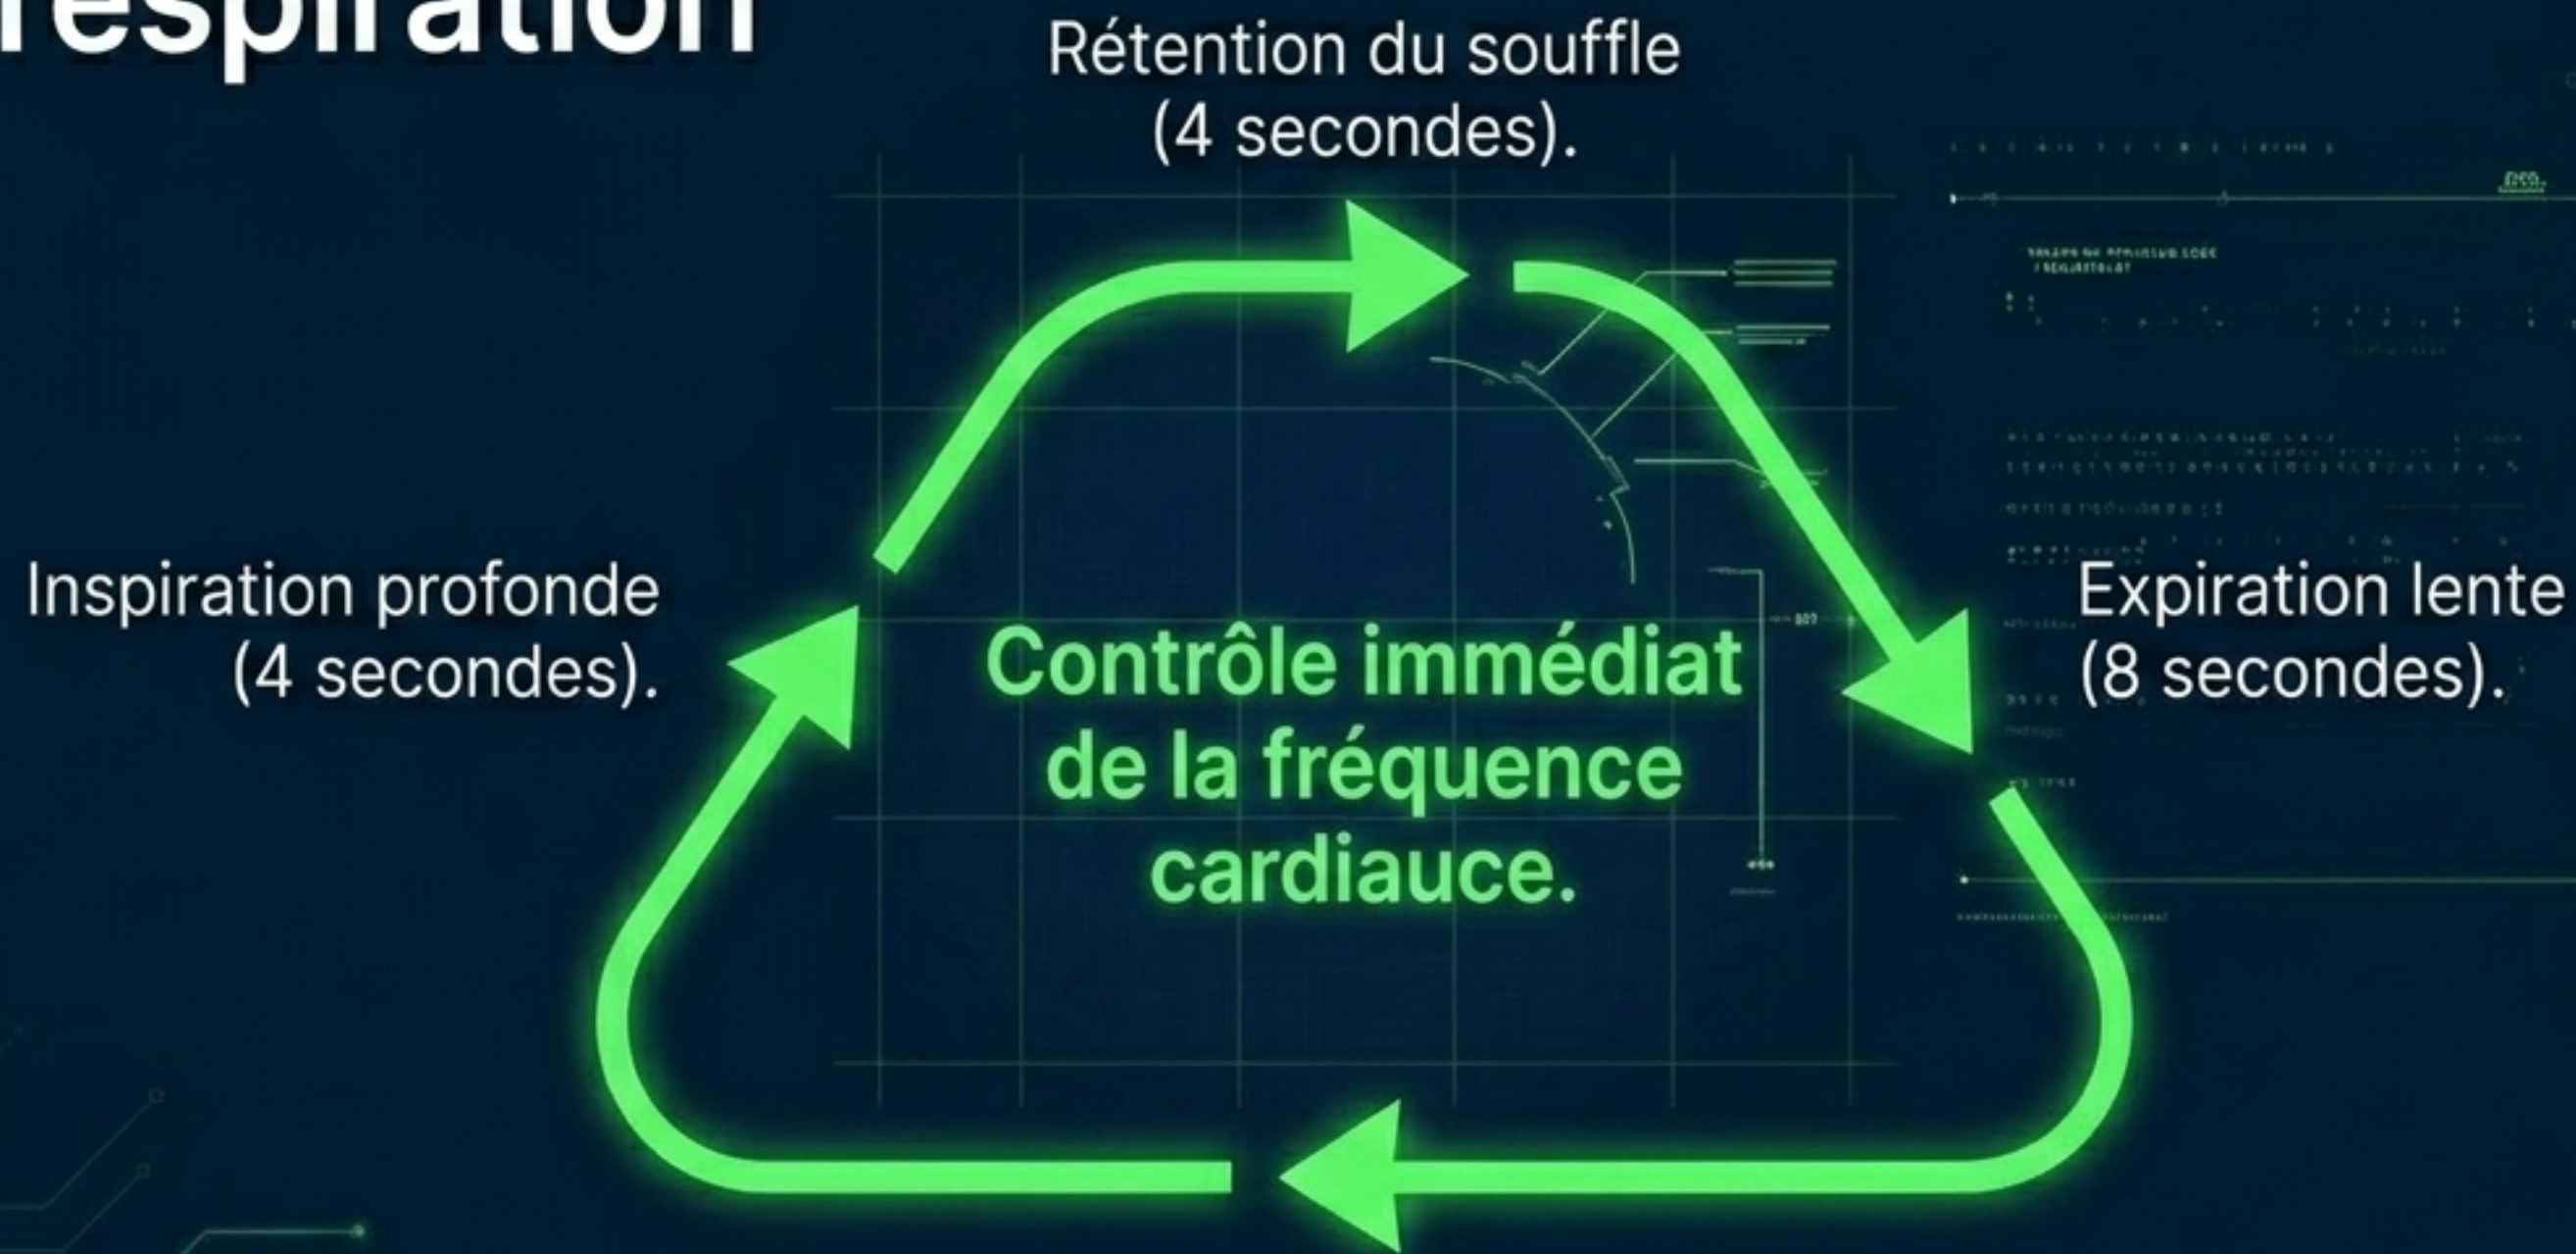 respiration
Rétention du souffle
(4 secondes).
Inspiration profonde
(4 secondes).
Expiration lente
(8 secondes).
Contrôle immédiat
de la fréquence
cardiauce.